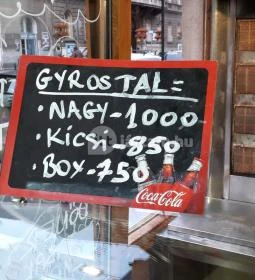 GYROSTAL=
• NAGY-1000
• KICSI-850
• BOX-750
Coca-Cola